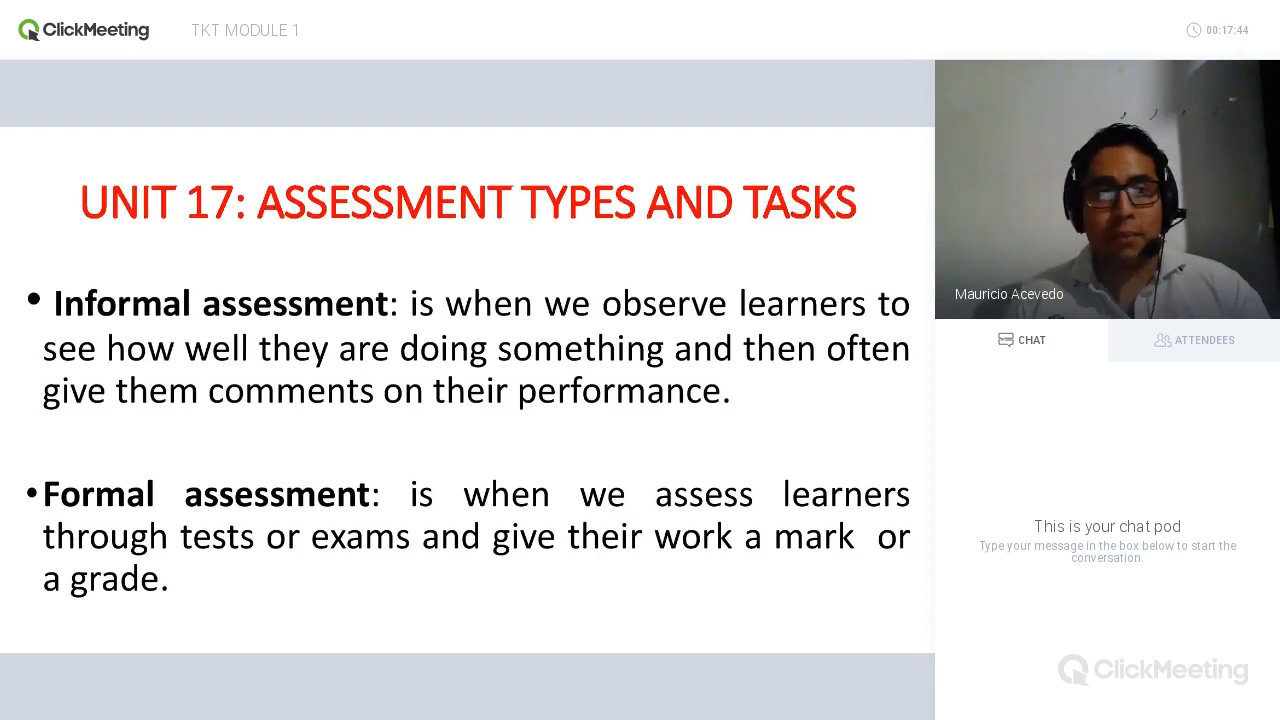 ClickMeeting
TKT MODULE 1
00:17:44
UNIT 17: ASSESSMENT TYPES AND TASKS
• Informal assessment: is when we observe learners to
see how well they are doing something and then often
give them comments on their performance.
•Formal assessment: is when we assess learners
through tests or exams and give their work a mark or
a grade.
Mauricio Acevedo
CHAT
ATTENDEES
This is your chat pod
Type your message in the box below to start the
conversation.
ClickMeeting